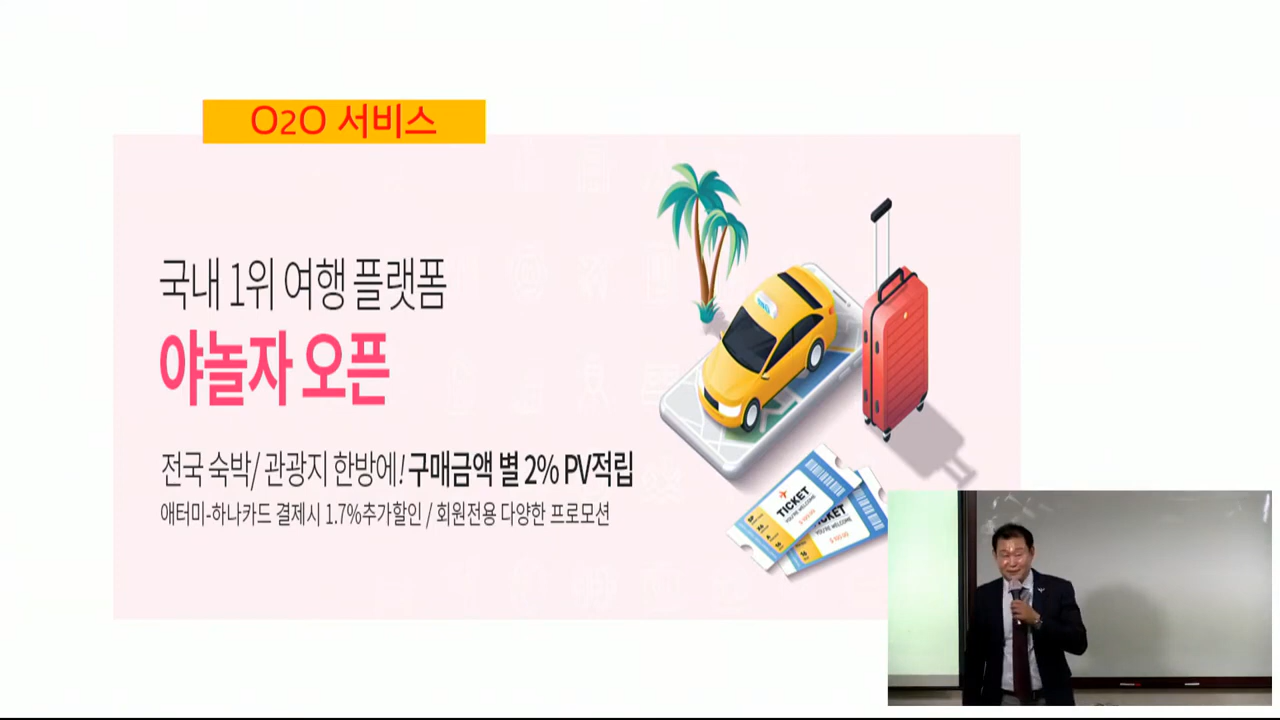 O2O 서비스
국내 1위 여행 플랫폼
야놀자 오픈
전국 숙박/ 관광지 한방에! 구매금액 별 2% PV적립
애터미-하나카드 결제시 1.7%추가할인 / 회원전용 다양한 프로모션
TICKET
YOU'RE WELCOME